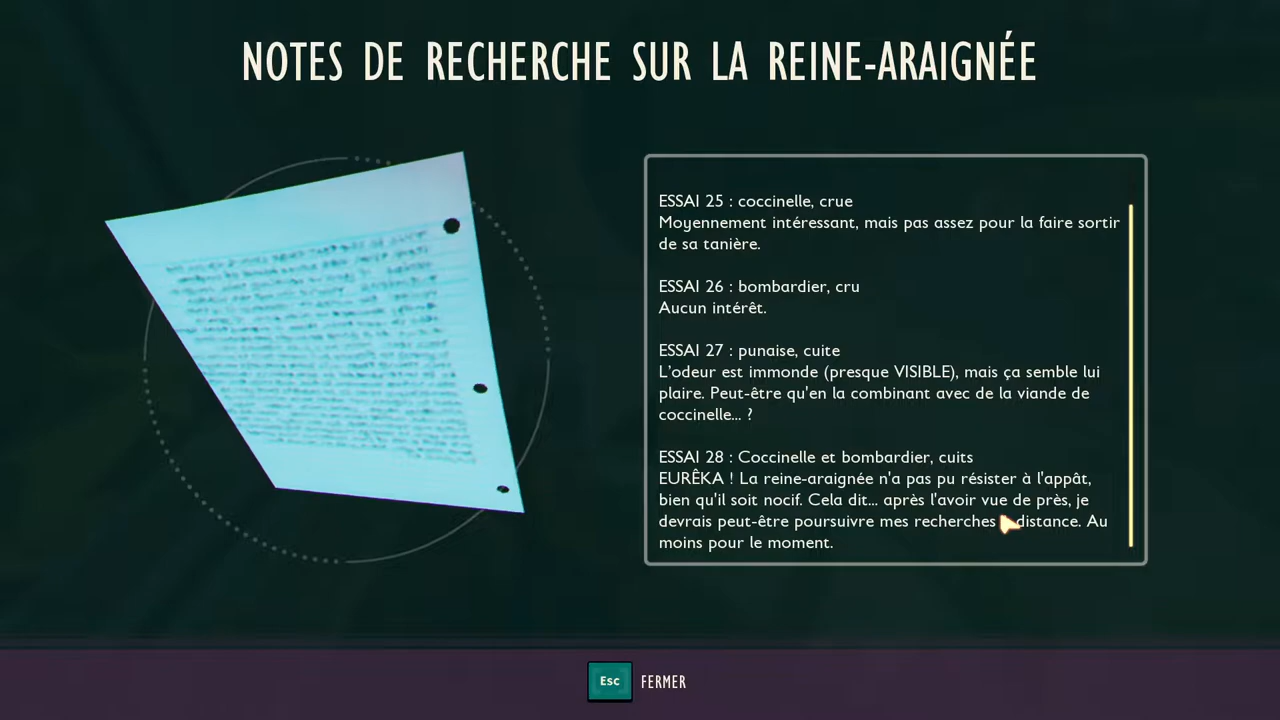 NOTES DE RECHERCHE SUR LA REINE-ARAIGNÉE
ESSAI 25 : coccinelle, crue
Moyennement intéressant, mais pas assez pour la faire sortir
de sa tanière.
ESSAI 26 : bombardier, cru
Aucun intérêt.
ESSAI 27 : punaise, cuite
L'odeur est immonde (presque VISIBLE), mais ça semble lui
plaire. Peut-être qu'en la combinant avec de la viande de
coccinelle... ?
ESSAI 28 : Coccinelle et bombardier, cuits
EURÊKA ! La reine-araignée n'a pas pu résister à l'appât,
bien qu'il soit nocif. Cela dit... après l'avoir vue de près, je
devrais peut-être poursuivre mes recherches distance. Au
moins pour le moment.
Esc FERMER